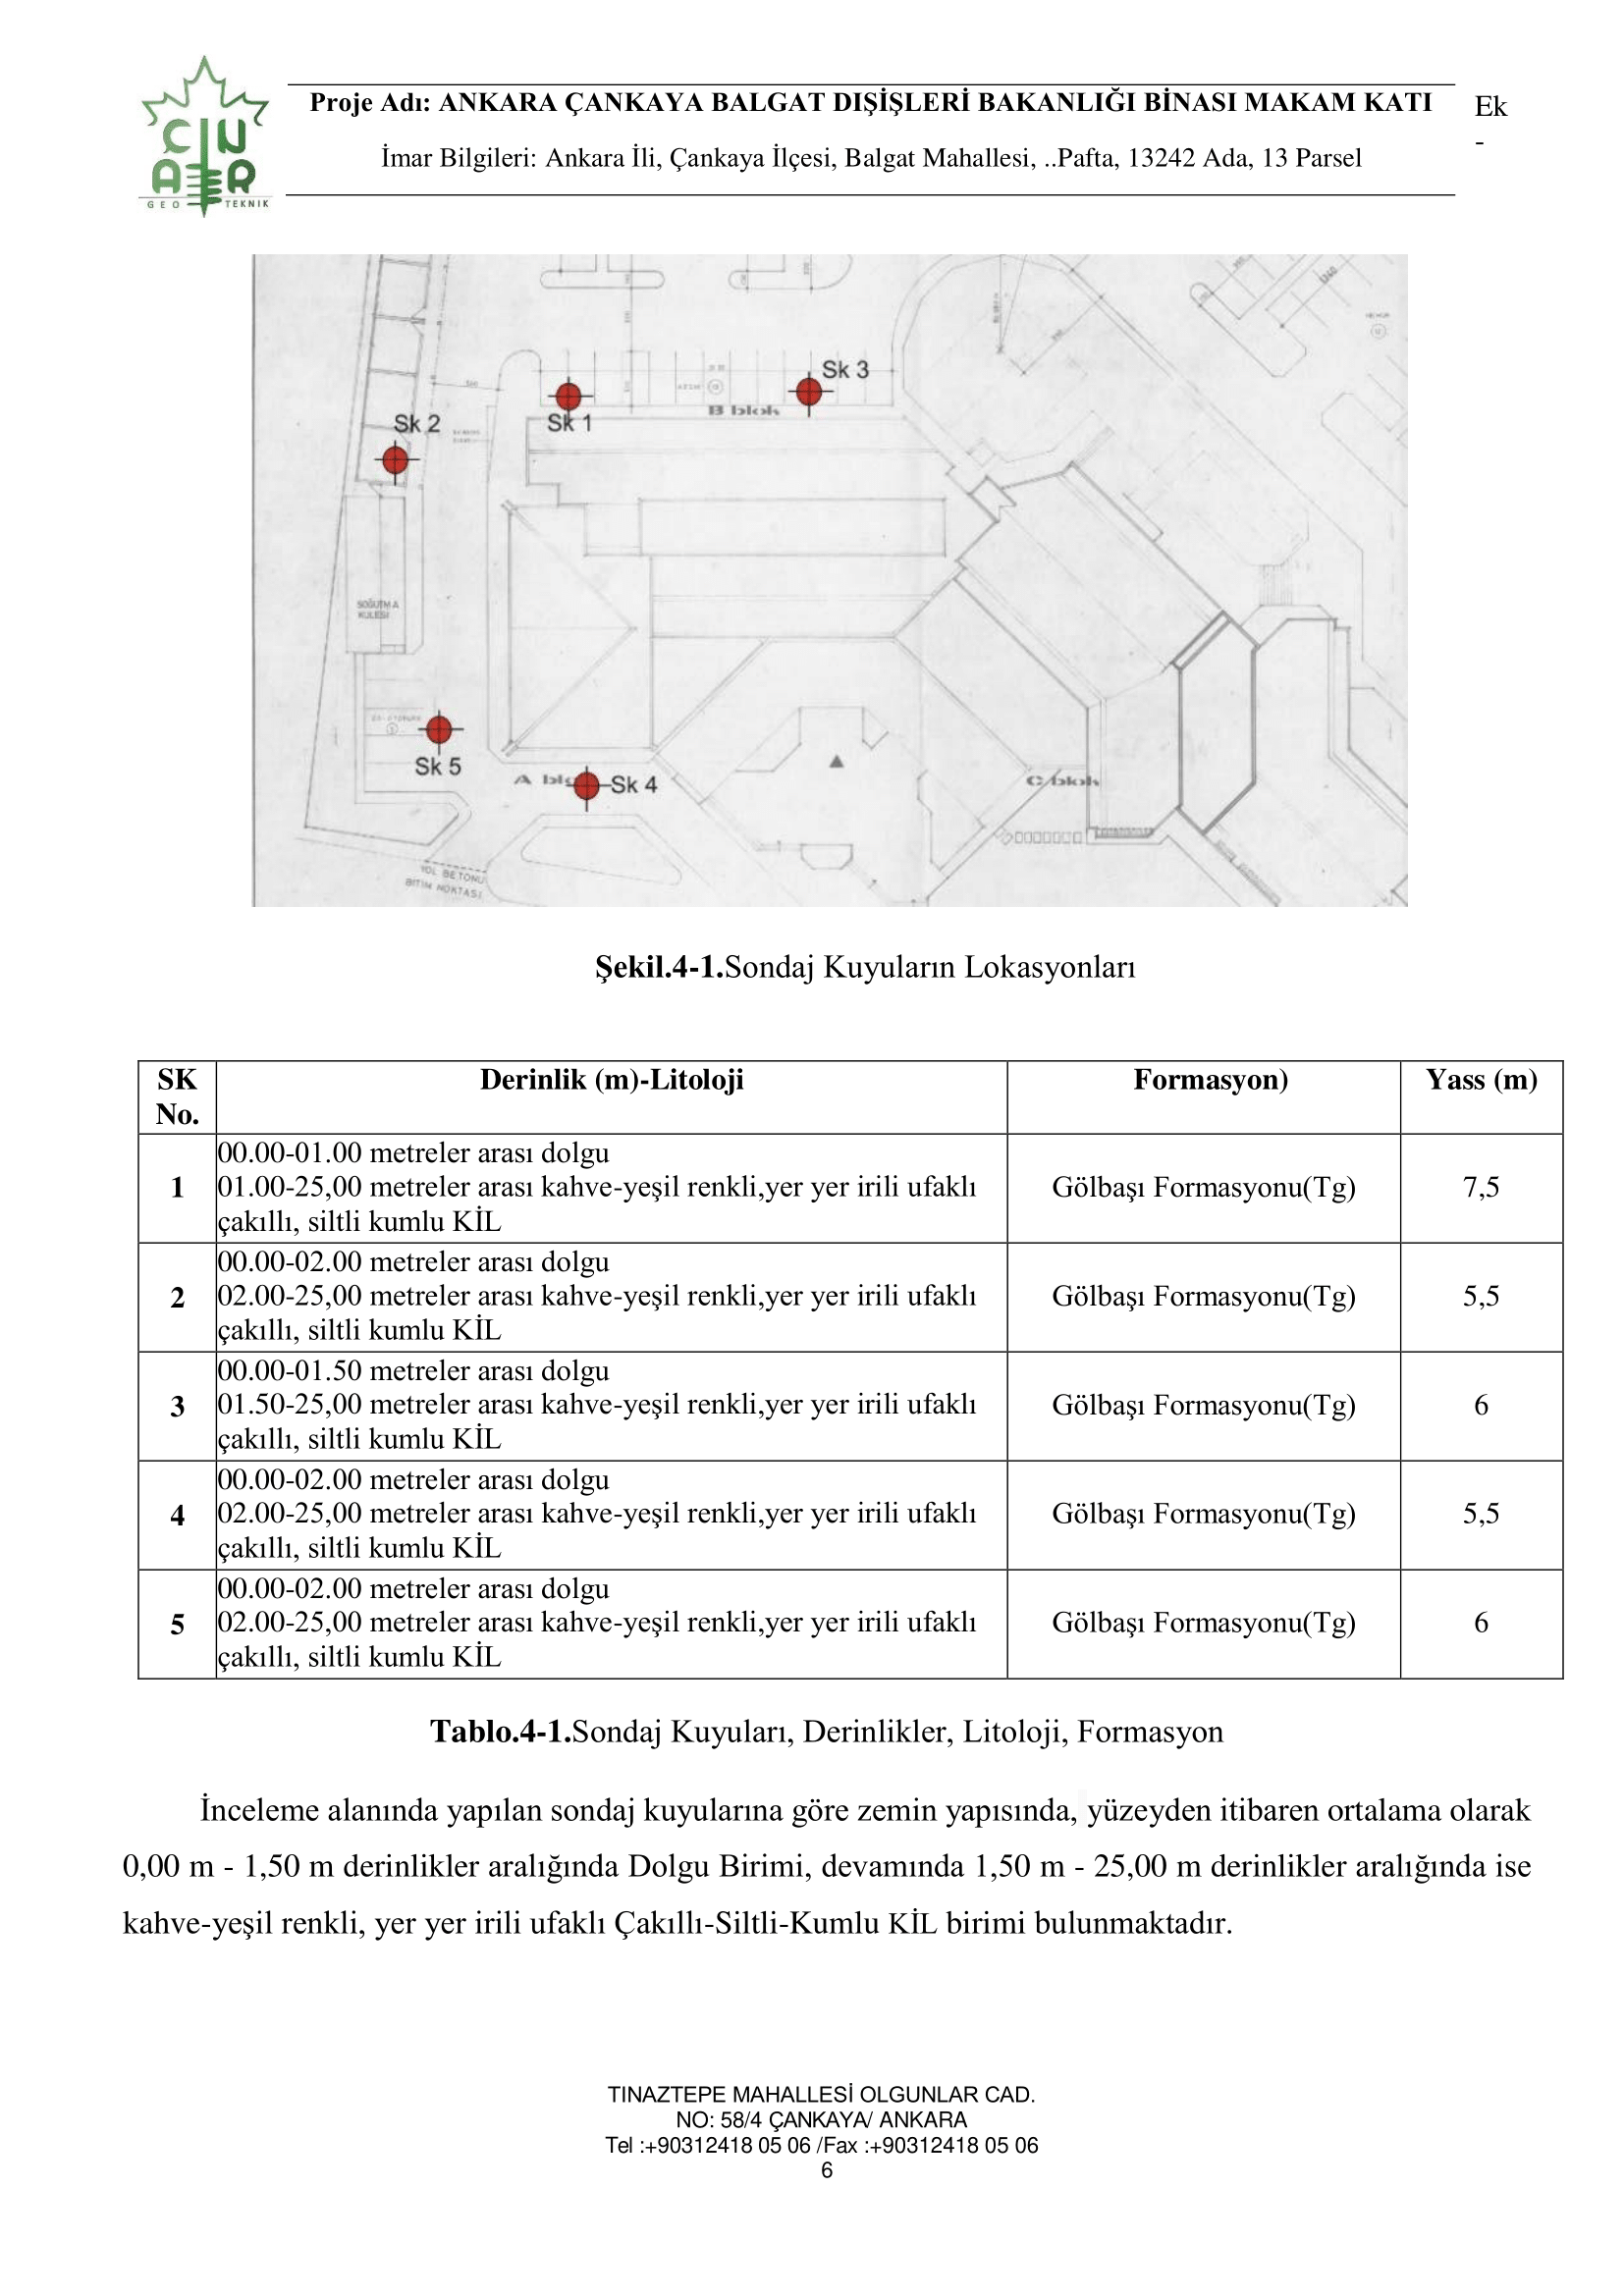 ÇINAR
GEO TEKNIK
Proje Adı: ANKARA ÇANKAYA BALGAT DIŞİŞLERİ BAKANLIĞI BİNASI MAKAM KATI
İmar Bilgileri: Ankara İli, Çankaya İlçesi, Balgat Mahallesi, ..Pafta, 13242 Ada, 13 Parsel
Ek
-
Sk 3
B blok
Sk 1
Sk 2
SOĞUTMA
KULESİ
Sk 5
A blo
Sk 4
C blok
YOL BETONU
BITIM NOKTASI
Şekil.4-1.Sondaj Kuyuların Lokasyonları
SK No. Derinlik (m)-Litoloji Formasyon) Yass (m)
00.00-01.00 metreler arası dolgu
1 01.00-25,00 metreler arası kahve-yeşil renkli,yer yer irili ufaklı Gölbaşı Formasyonu(Tg) 7,5
çakıllı, siltli kumlu KİL
00.00-02.00 metreler arası dolgu
2 02.00-25,00 metreler arası kahve-yeşil renkli,yer yer irili ufaklı Gölbaşı Formasyonu(Tg) 5,5
çakıllı, siltli kumlu KİL
00.00-01.50 metreler arası dolgu
3 01.50-25,00 metreler arası kahve-yeşil renkli,yer yer irili ufaklı Gölbaşı Formasyonu(Tg) 6
çakıllı, siltli kumlu KİL
00.00-02.00 metreler arası dolgu
4 02.00-25,00 metreler arası kahve-yeşil renkli,yer yer irili ufaklı Gölbaşı Formasyonu(Tg) 5,5
çakıllı, siltli kumlu KİL
00.00-02.00 metreler arası dolgu
5 02.00-25,00 metreler arası kahve-yeşil renkli,yer yer irili ufaklı Gölbaşı Formasyonu(Tg) 6
çakıllı, siltli kumlu KİL
Tablo.4-1.Sondaj Kuyuları, Derinlikler, Litoloji, Formasyon
İnceleme alanında yapılan sondaj kuyularına göre zemin yapısında, yüzeyden itibaren ortalama olarak
0,00 m - 1,50 m derinlikler aralığında Dolgu Birimi, devamında 1,50 m - 25,00 m derinlikler aralığında ise
kahve-yeşil renkli, yer yer irili ufaklı Çakıllı-Siltli-Kumlu KİL birimi bulunmaktadır.
TINAZTEPE MAHALLESİ OLGUNLAR CAD.
NO: 58/4 ÇANKAYA/ ANKARA
Tel :+90312418 05 06 /Fax :+90312418 05 06
6